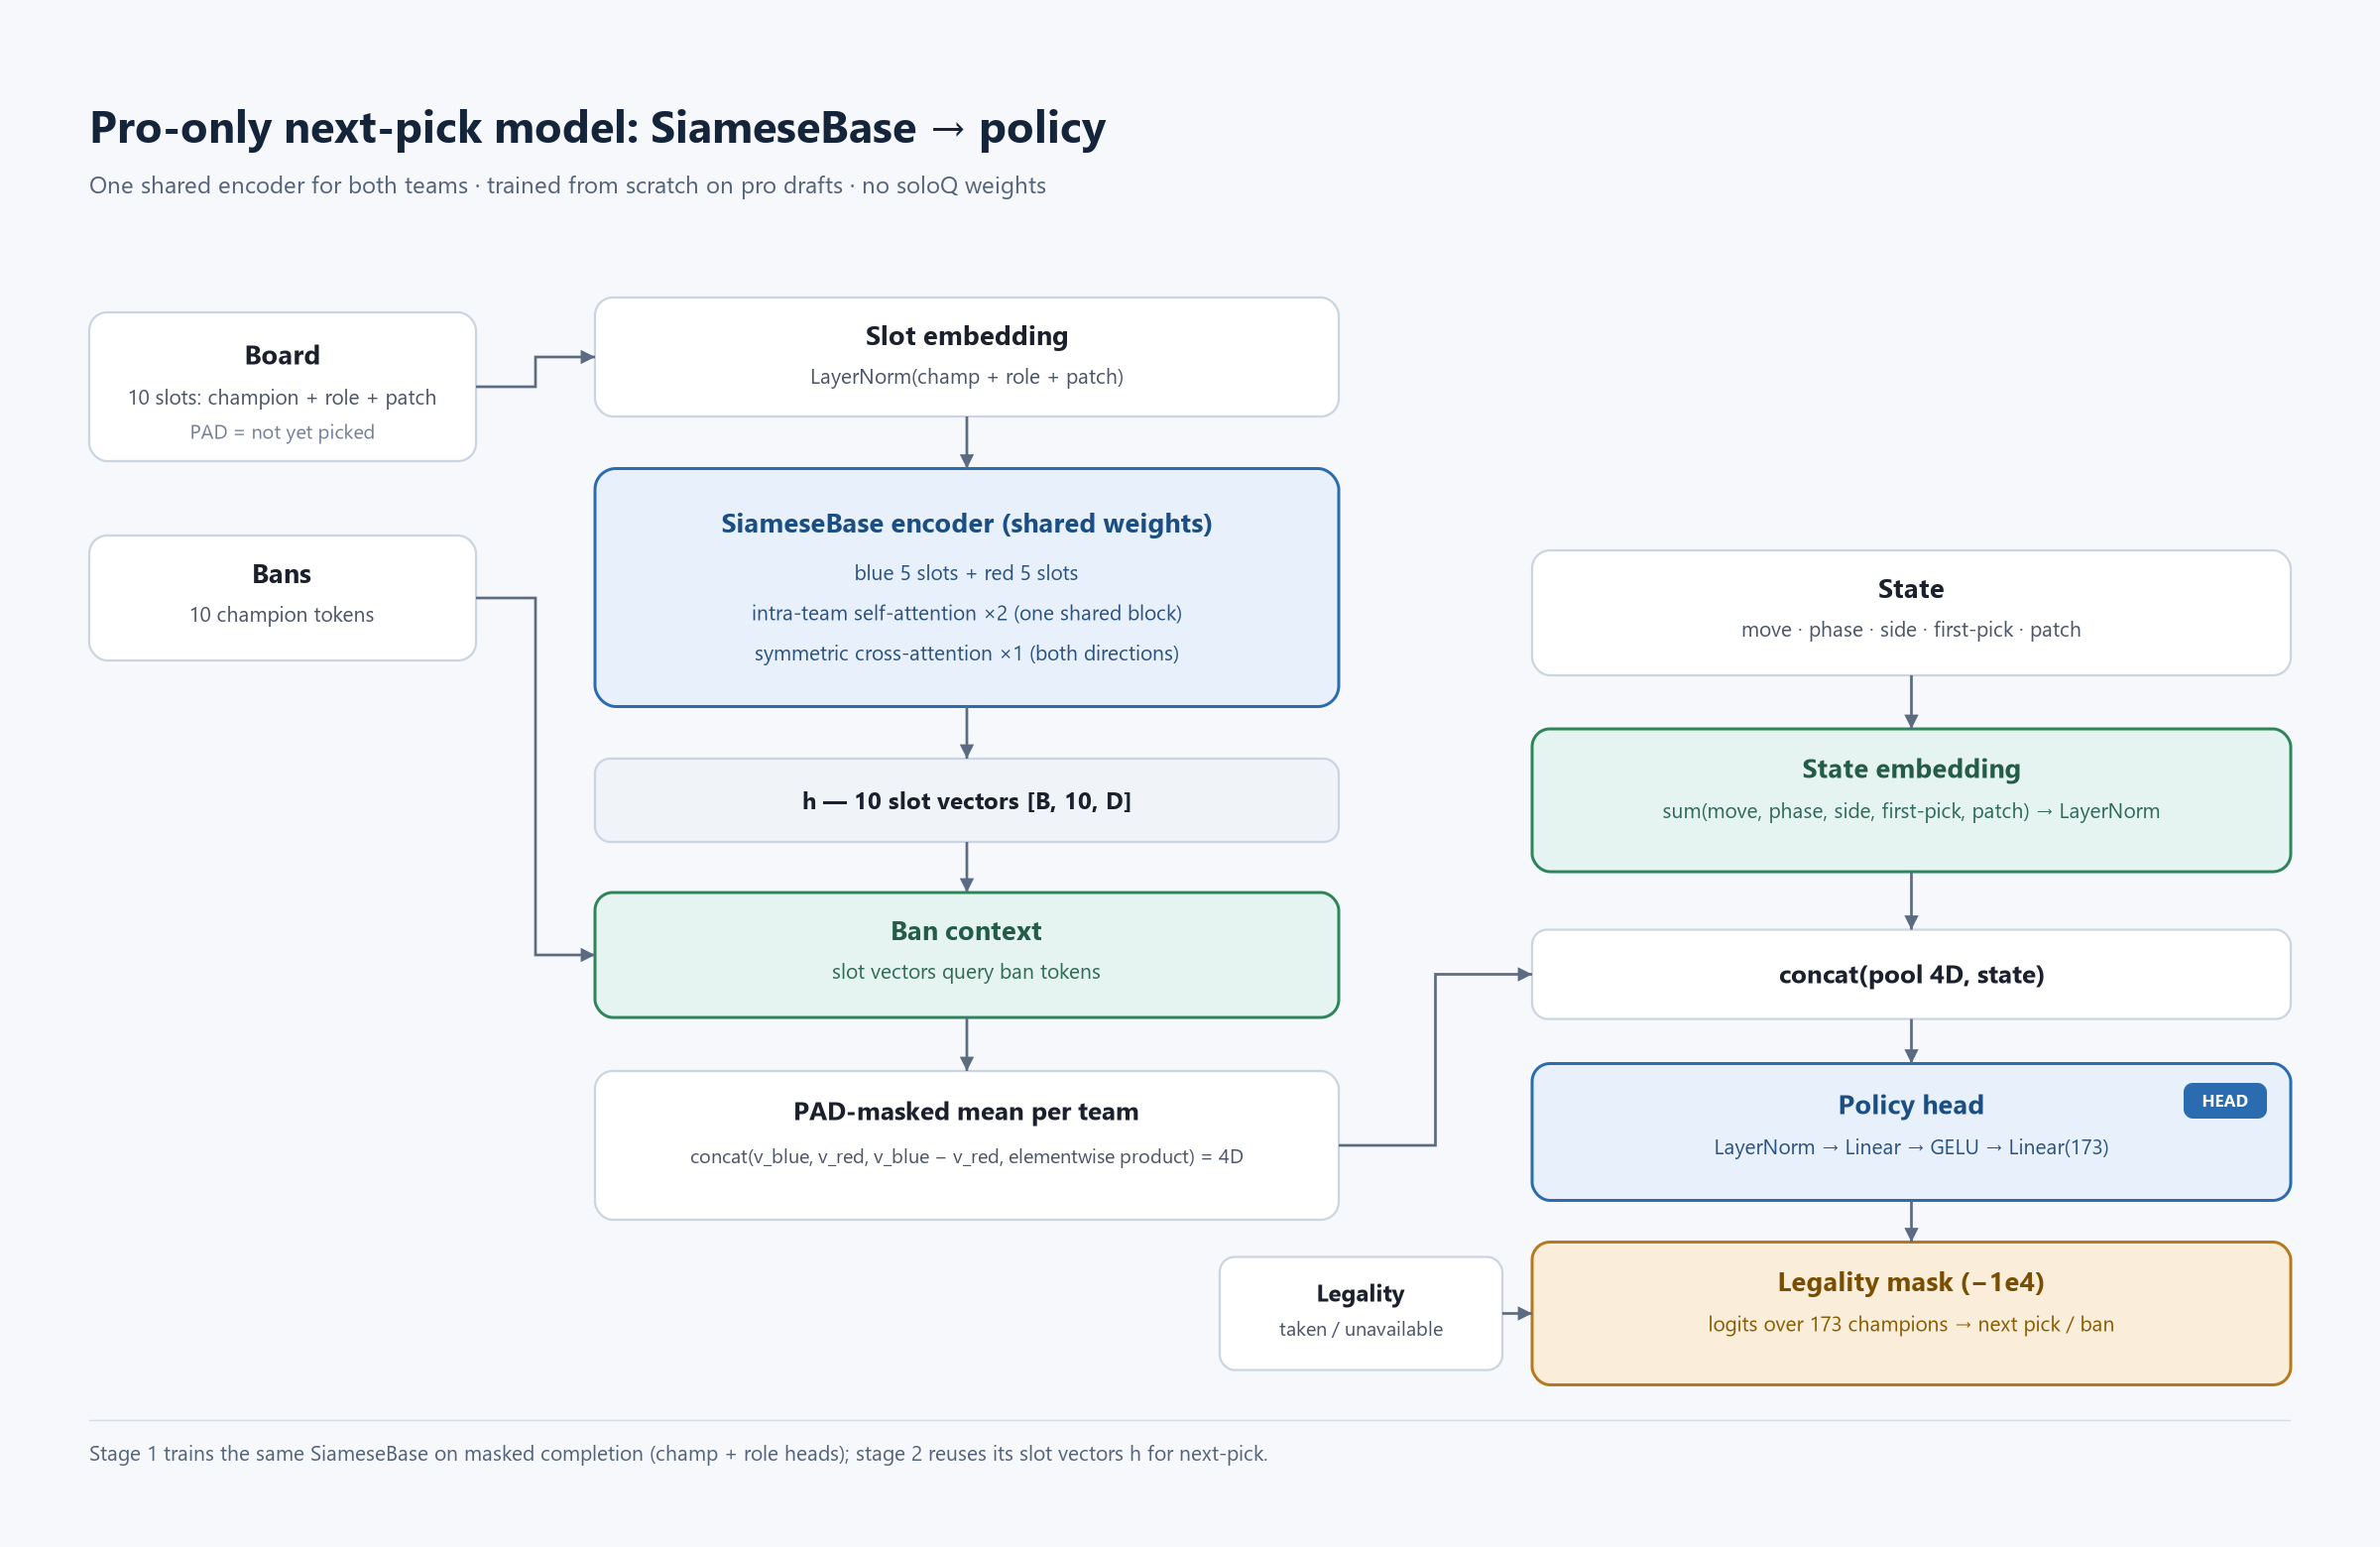 Pro-only next-pick model: SiameseBase → policy
One shared encoder for both teams · trained from scratch on pro drafts · no soloQ weights
Board
10 slots: champion + role + patch
PAD = not yet picked
Bans
10 champion tokens
Slot embedding
LayerNorm(champ + role + patch)
SiameseBase encoder (shared weights)
blue 5 slots + red 5 slots
intra-team self-attention ×2 (one shared block)
symmetric cross-attention ×1 (both directions)
h — 10 slot vectors [B, 10, D]
Ban context
slot vectors query ban tokens
PAD-masked mean per team
concat(v_blue, v_red, v_blue − v_red, elementwise product) = 4D
State
move · phase · side · first-pick · patch
State embedding
sum(move, phase, side, first-pick, patch) → LayerNorm
concat(pool 4D, state)
Policy head
HEAD
LayerNorm → Linear → GELU → Linear(173)
Legality
taken / unavailable
Legality mask (−1e4)
logits over 173 champions → next pick / ban
Stage 1 trains the same SiameseBase on masked completion (champ + role heads); stage 2 reuses its slot vectors h for next-pick.